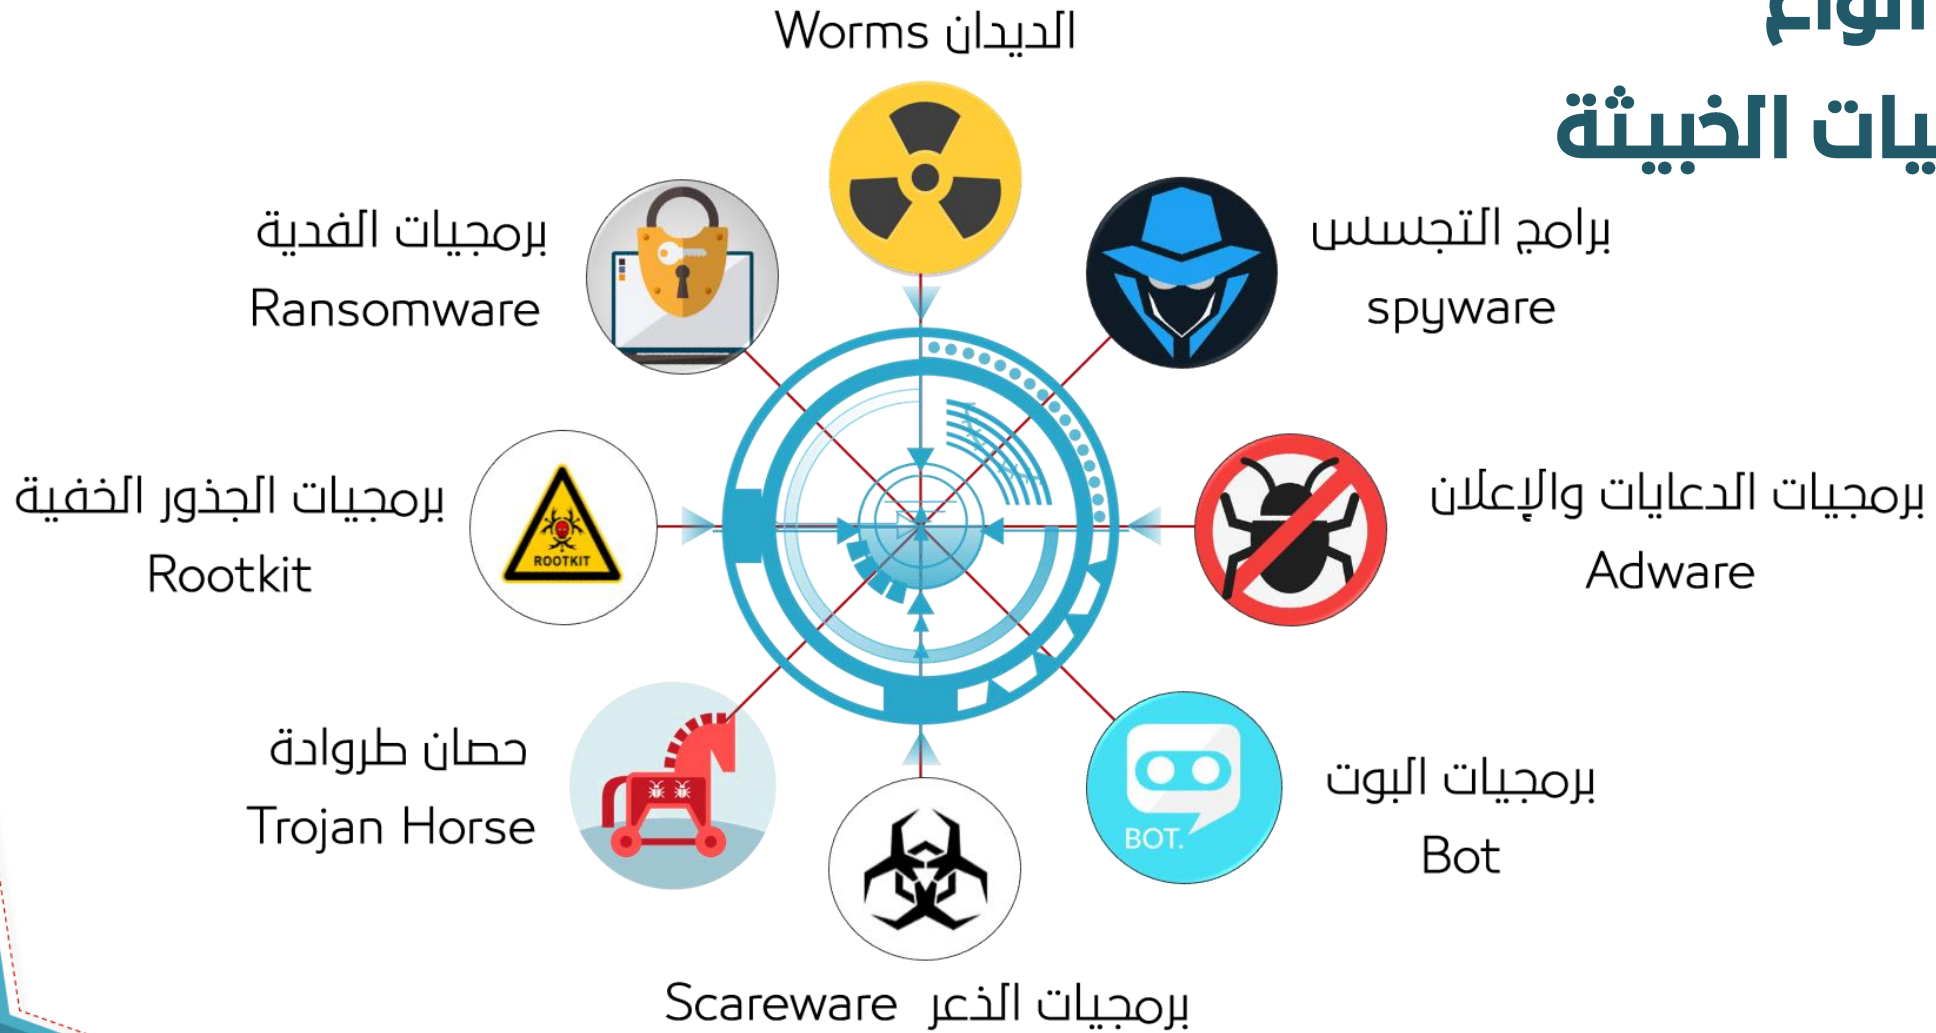 أنواع
الخبيثة
الديدان Worms
برامج التجسس
spyware
برمجيات الدعايات والإعلان
Adware
برمجيات البوت
BOT.
Bot
برمجيات الذعر Scareware
حصان طروادة
Trojan Horse
برمجيات الجذور الخفية
ROOTKIT
Rootkit
برمجيات الفدية
Ransomware